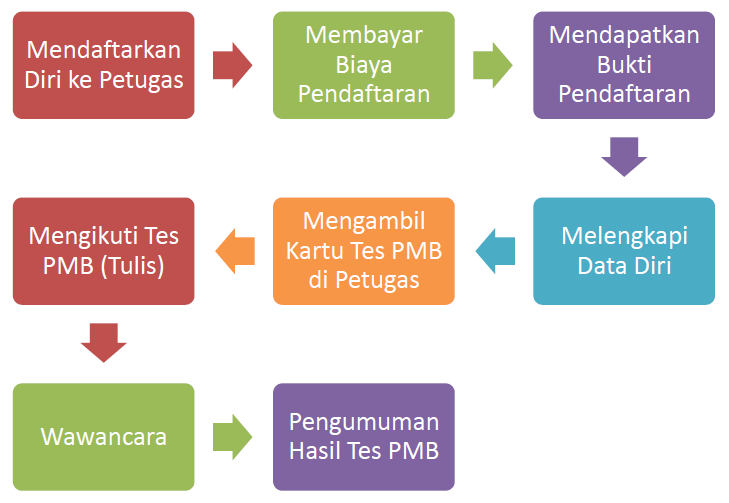 Mendaftarkan
Diri ke Petugas
Membayar
Biaya
Pendaftaran
Mendapatkan
Bukti
Pendaftaran
Melengkapi
Data Diri
Mengambil
Kartu Tes PMB
di Petugas
Mengikuti Tes
PMB (Tulis)
Wawancara
Pengumuman
Hasil Tes PMB